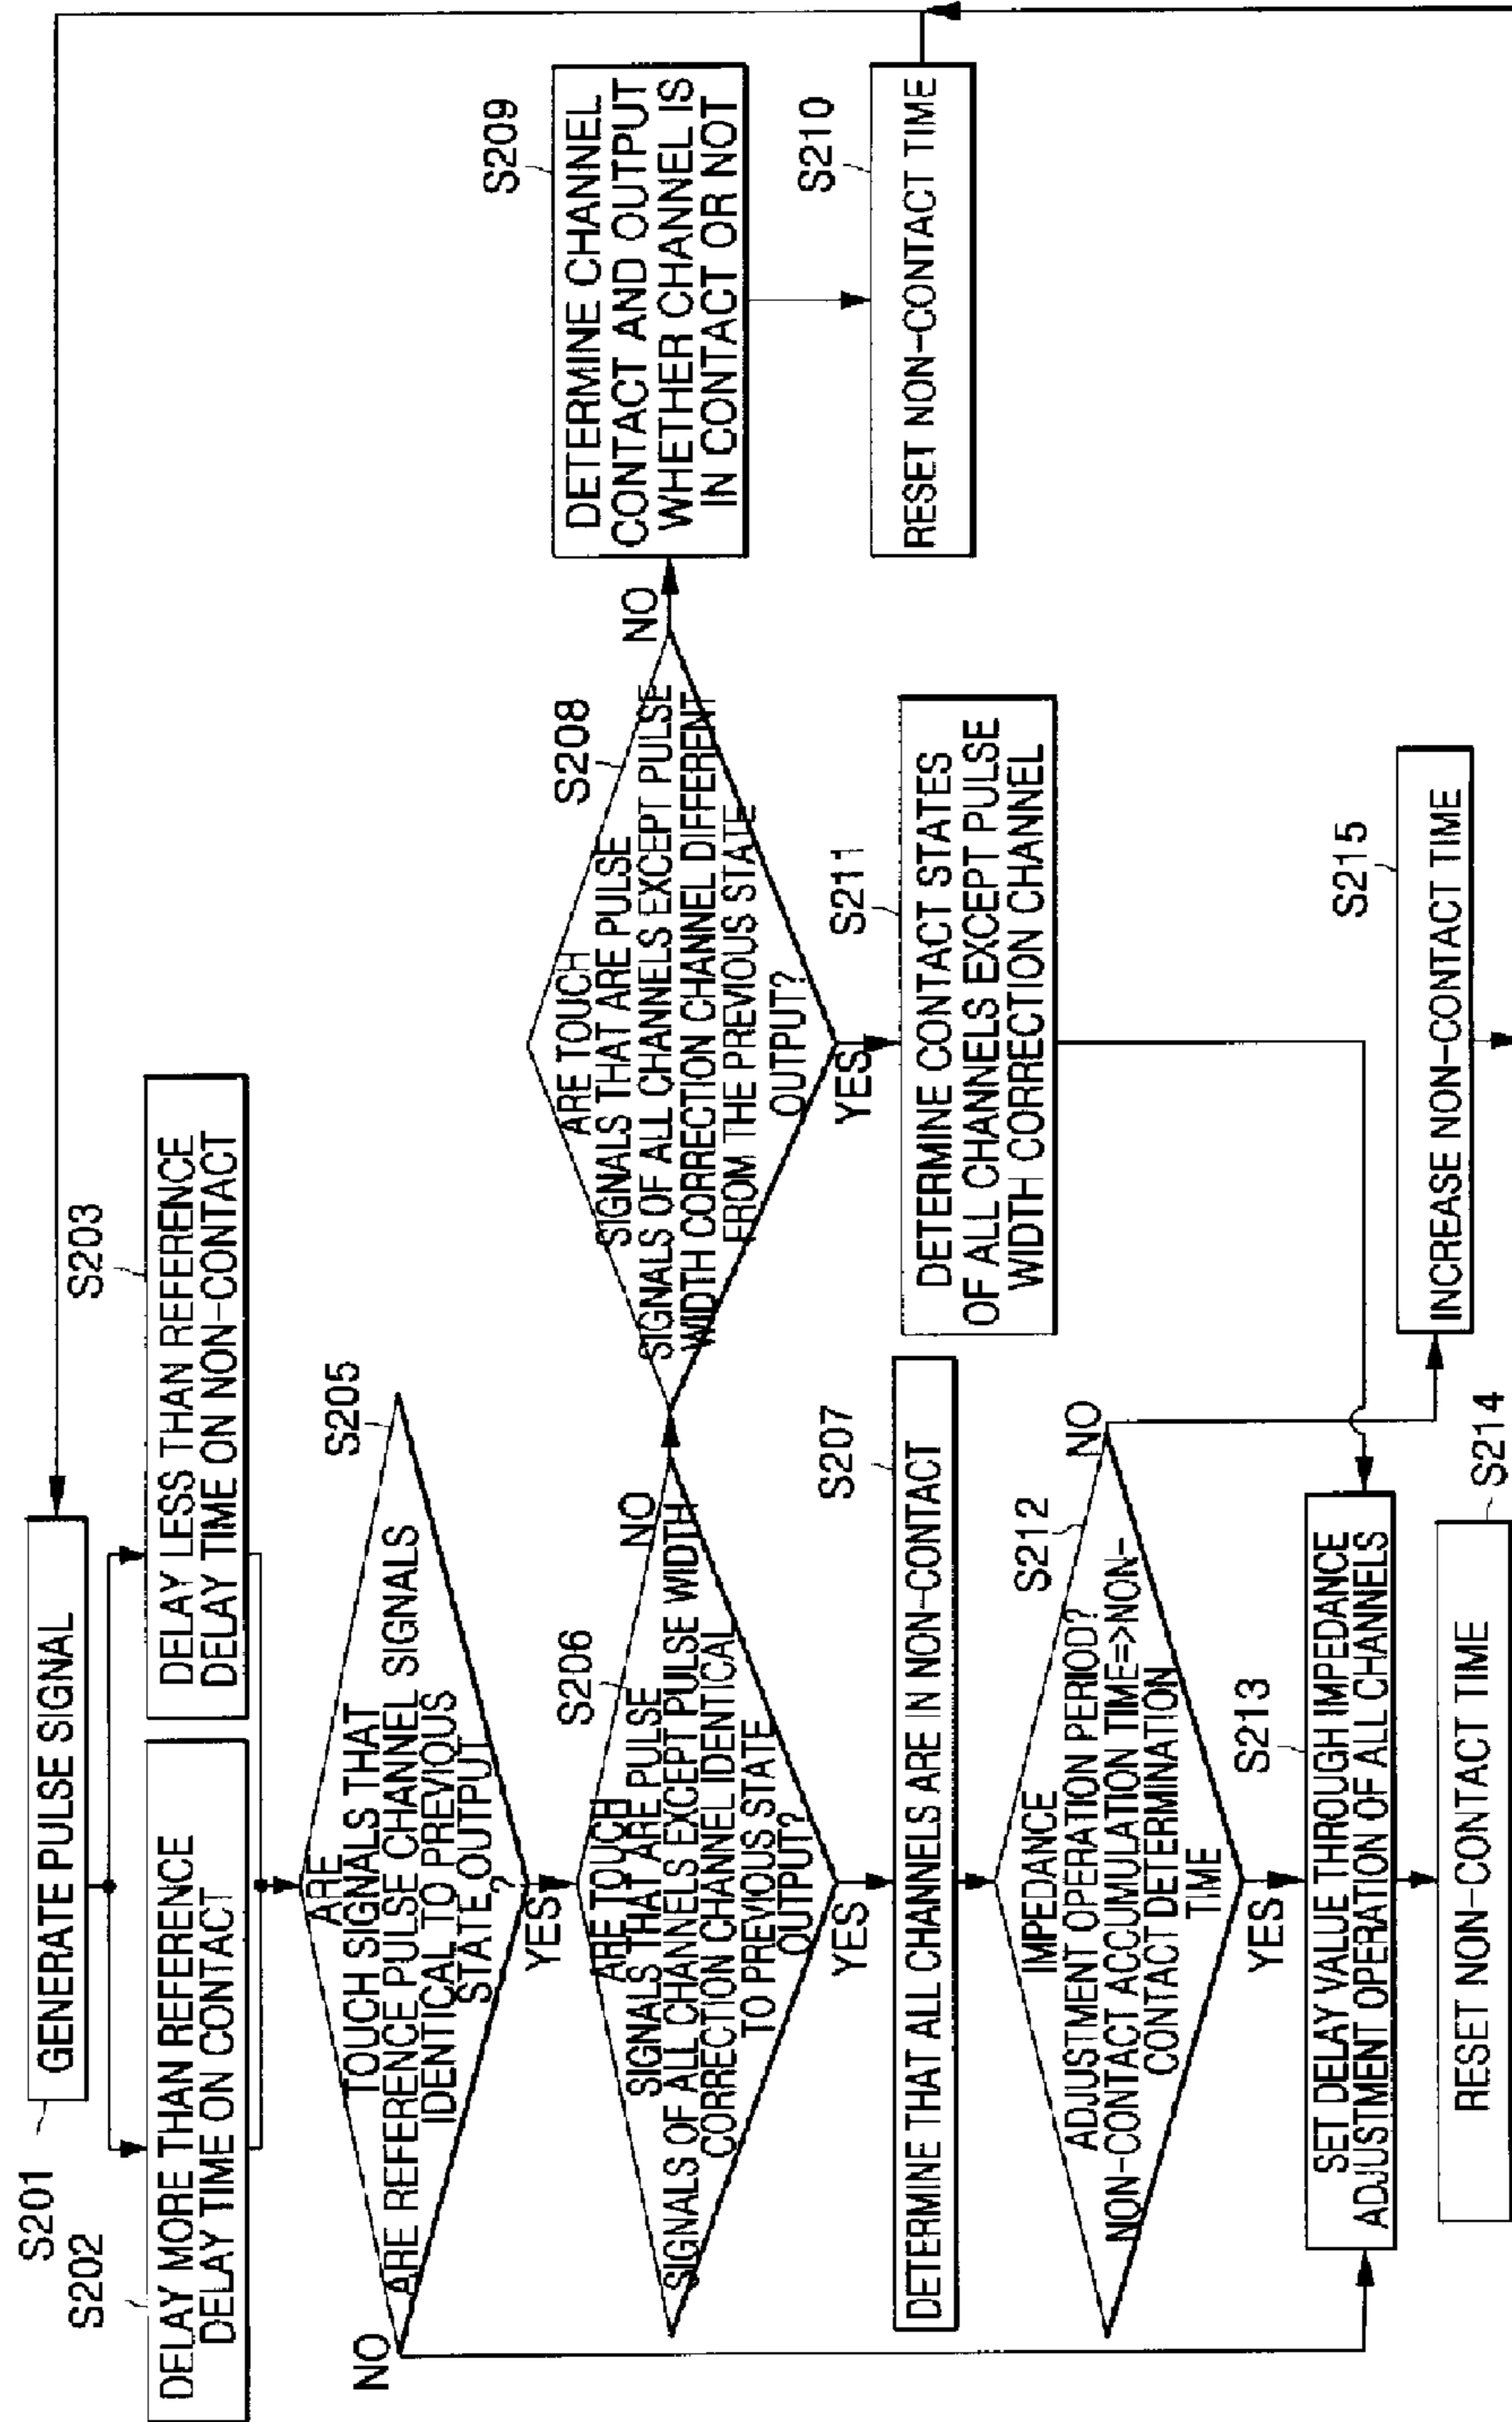 S201
GENERATE PULSE SIGNAL
S202
DELAY MORE THAN REFERENCE
DELAY TIME ON CONTACT
S203
DELAY LESS THAN REFERENCE
DELAY TIME ON NON-CONTACT
S205
ARE
TOUCH SIGNALS THAT
ARE REFERENCE PULSE CHANNEL SIGNALS
IDENTICAL TO PREVIOUS
STATE OUTPUT
?
NO
YES
S206
ARE TOUCH
SIGNALS THAT ARE PULSE
SIGNALS OF ALL CHANNELS EXCEPT PULSE WIDTH
CORRECTION CHANNEL IDENTICAL
TO PREVIOUS STATE
OUTPUT?
NO
YES
S208
ARE TOUCH
SIGNALS THAT ARE PULSE
SIGNALS OF ALL CHANNELS EXCEPT PULSE
WIDTH CORRECTION CHANNEL DIFFERENT
FROM THE PREVIOUS STATE
OUTPUT?
NO
YES
S209
DETERMINE CHANNEL
CONTACT AND OUTPUT
WHETHER CHANNEL IS
IN CONTACT OR NOT
S210
RESET NON-CONTACT TIME
S207
DETERMINE THAT ALL CHANNELS ARE IN NON-CONTACT
S211
DETERMINE CONTACT STATES
OF ALL CHANNELS EXCEPT PULSE
WIDTH CORRECTION CHANNEL
S212
IMPEDANCE
ADJUSTMENT OPERATION PERIOD?
NON-CONTACT ACCUMULATION TIME=>NON-
CONTACT DETERMINATION
TIME
NO
YES
S213
SET DELAY VALUE THROUGH IMPEDANCE
ADJUSTMENT OPERATION OF ALL CHANNELS
S215
INCREASE NON-CONTACT TIME
S214
RESET NON-CONTACT TIME